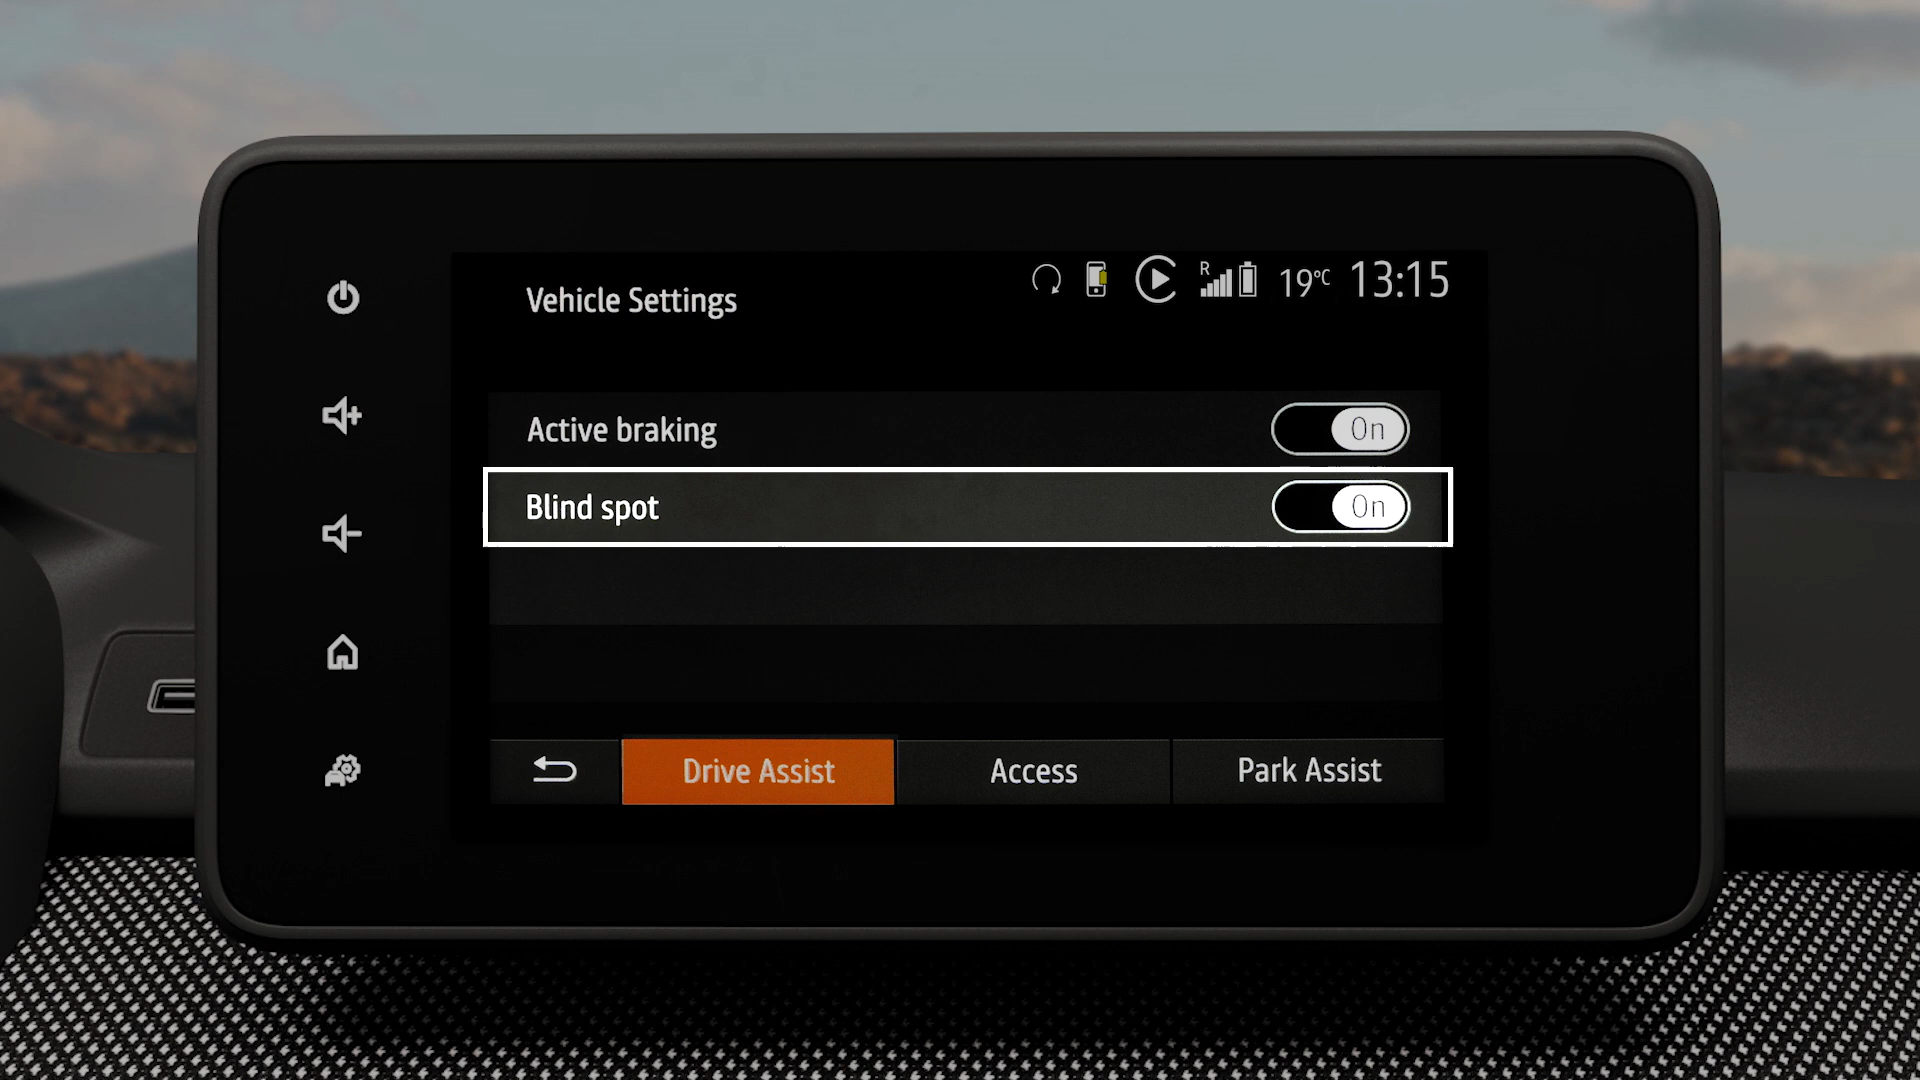 Vehicle Settings
R 19°C 13:15
Active braking On
Blind spot On
Drive Assist Access Park Assist